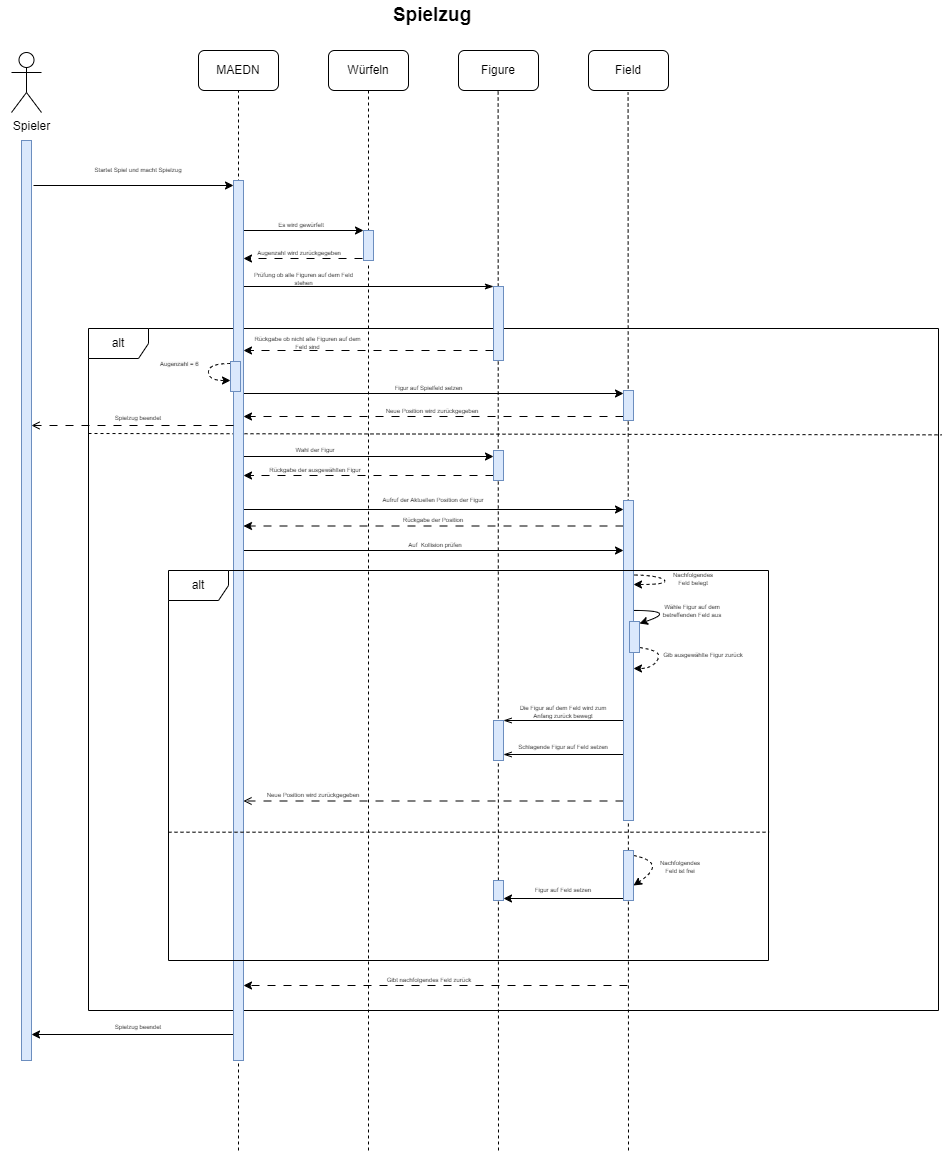 Spielzug
MAEDN
Würfeln
Figure
Field
Spieler
Startet Spiel und macht Spielzug
Es wird gewürfelt
Augenzahl wird zurückgegeben
Prüfung ob alle Figuren auf dem Feld
stehen
alt
Rückgabe ob nicht alle Figuren auf dem
Feld sind
Augenzahl = 6
Figur auf Spielfeld setzen
Neue Position wird zurückgegeben
Spielzug beendet
Wahl der Figur
Rückgabe der ausgewählten Figur
Aufruf der Aktuellen Position der Figur
Rückgabe der Position
Auf Kollision prüfen
alt
Nachfolgendes
Feld belegt
Wähle Figur auf dem
betreffenden Feld aus
Gib ausgewählte Figur zurück
Die Figur auf dem Feld wird zum
Anfang zurück bewegt
Schlagende Figur auf Feld setzen
Neue Position wird zurückgegeben
Nachfolgendes
Feld ist frei
Figur auf Feld setzen
Gibt nachfolgendes Feld zurück
Spielzug beendet